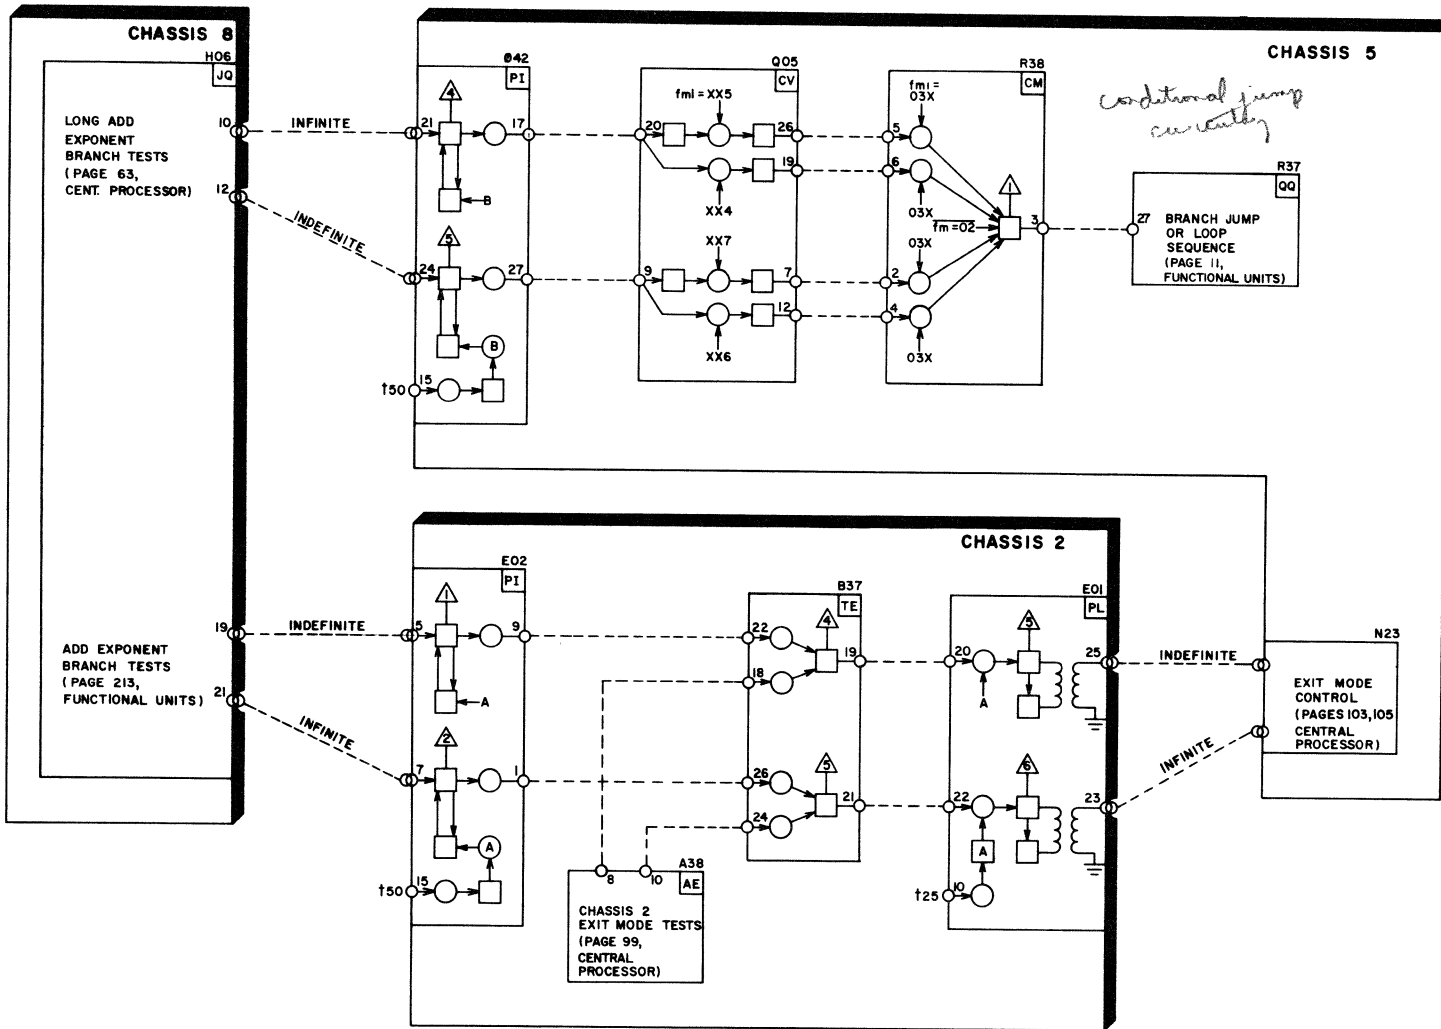 CHASSIS 8
H06
JQ
LONG ADD
EXPONENT
BRANCH TESTS
(PAGE 63,
CENT. PROCESSOR)
10
12
INFINITE
INDEFINITE
ADD EXPONENT
BRANCH TESTS
(PAGE 213,
FUNCTIONAL UNITS)
19
21
INDEFINITE
INFINITE
CHASSIS 5
042
PI
4
21
17
B
5
24
27
B
†50
15
Q05
CV
fmi = XX5
20
26
19
XX4
XX7
9
7
12
XX6
R38
CM
fmi =
03X
5
6
03X
1
fm = 02
3
03X
2
4
03X
conditional jump
circuitry
R37
QQ
27
BRANCH JUMP
OR LOOP
SEQUENCE
(PAGE 11,
FUNCTIONAL UNITS)
CHASSIS 2
E02
PI
1
5
9
A
2
7
1
A
†50
15
B37
TE
22
4
19
18
26
5
21
24
8
10
A38
AE
CHASSIS 2
EXIT MODE TESTS
(PAGE 99,
CENTRAL
PROCESSOR)
E01
PL
5
20
25
A
6
22
23
A
†25
10
INDEFINITE
INFINITE
N23
EXIT MODE
CONTROL
(PAGES 103,105
CENTRAL
PROCESSOR)